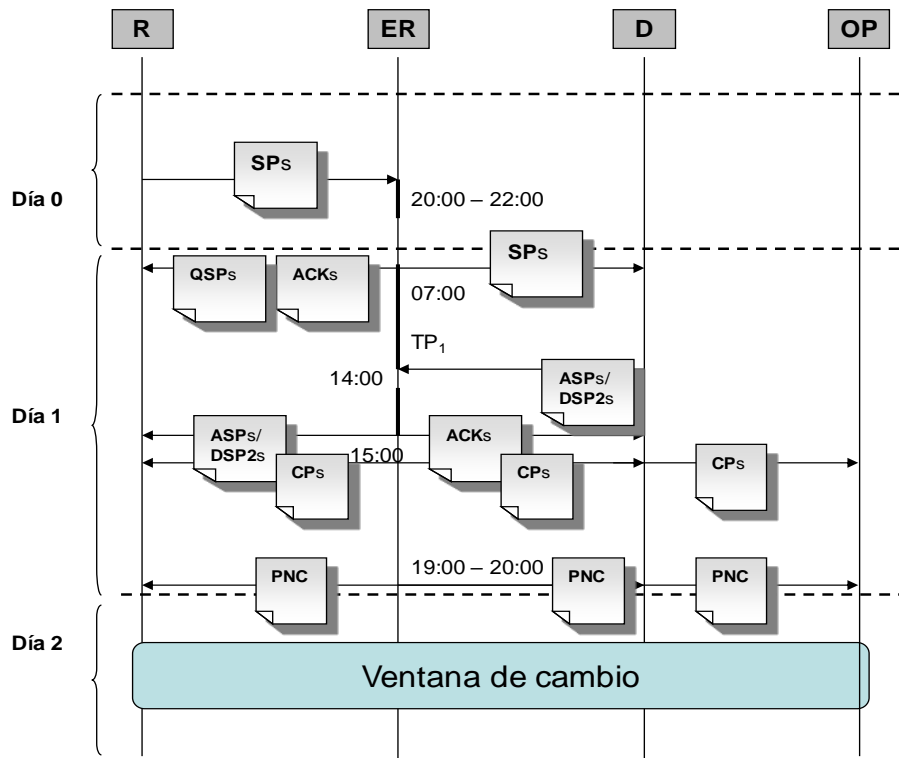 R ER D OP
SPs
Día 0
20:00 – 22:00
SPs
QSPs ACKs
07:00
TP1
14:00
ASPs/
DSP2s
Día 1
ASPs/
DSP2s
ACKs
15:00
CPs
CPs
CPs
19:00 – 20:00
PNC PNC PNC
Día 2
Ventana de cambio